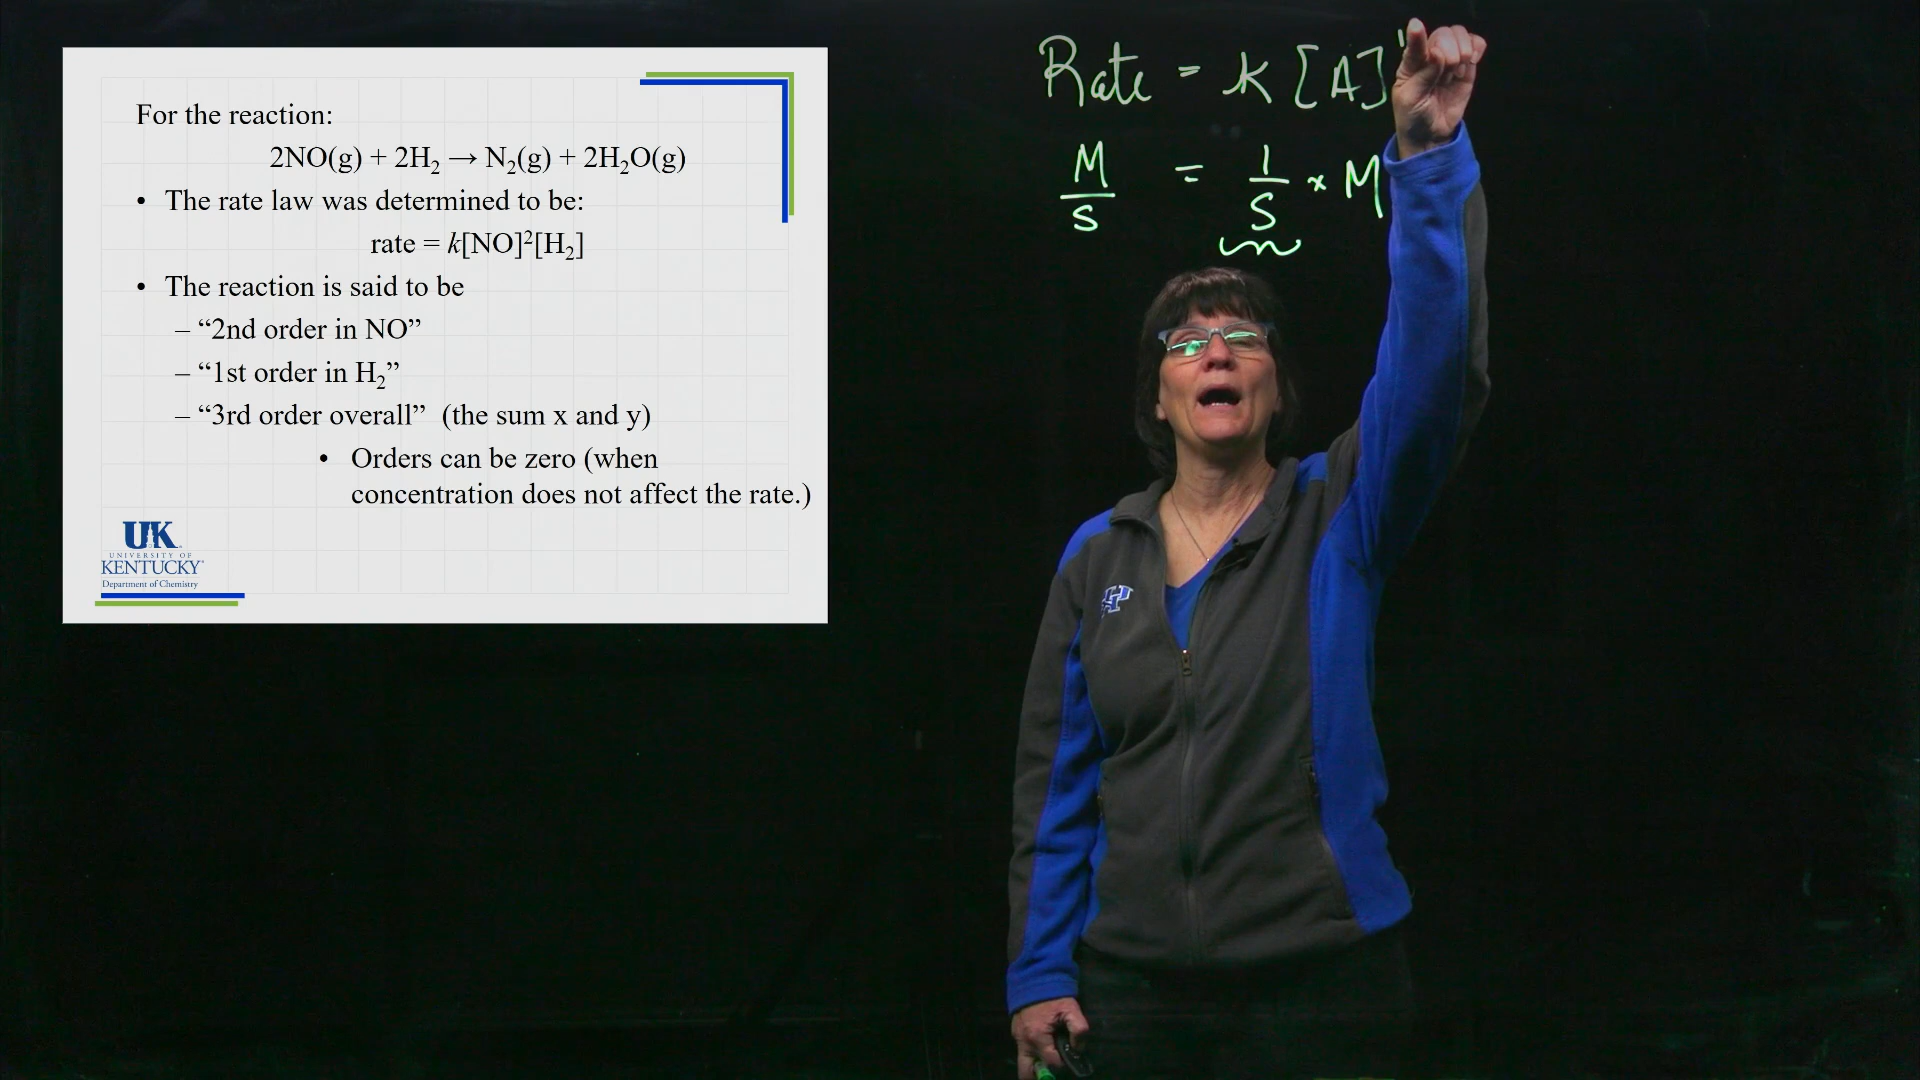 For the reaction:
2NO(g) + 2H₂ → N₂(g) + 2H₂O(g)
• The rate law was determined to be:
rate = k[NO]²[H₂]
• The reaction is said to be
– “2nd order in NO”
– “1st order in H₂”
– “3rd order overall” (the sum x and y)
• Orders can be zero (when
concentration does not affect the rate.)
UK
UNIVERSITY OF
KENTUCKY
Department of Chemistry
Rate = k [A]
M/S = 1/S × M